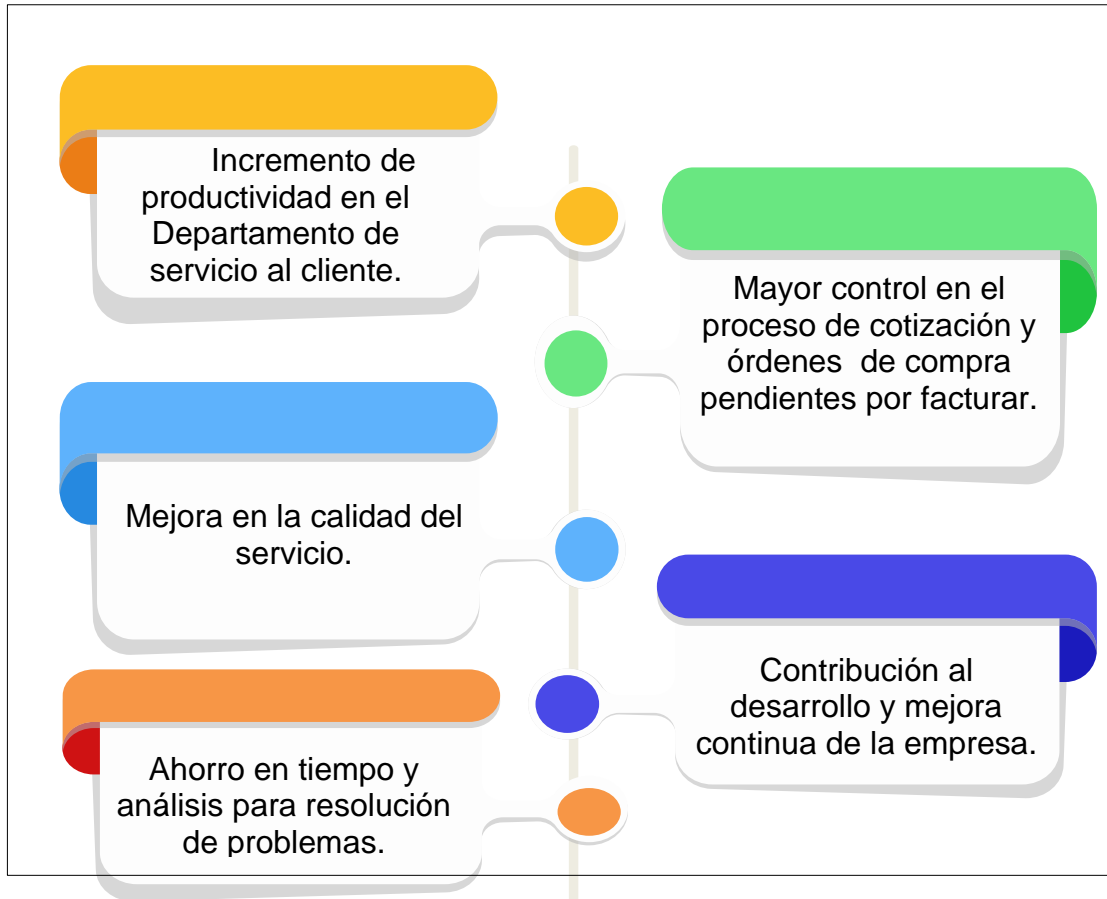 Incremento de
productividad en el
Departamento de
servicio al cliente.
Mayor control en el
proceso de cotización y
órdenes de compra
pendientes por facturar.
Mejora en la calidad del
servicio.
Contribución al
desarrollo y mejora
continua de la empresa.
Ahorro en tiempo y
análisis para resolución
de problemas.